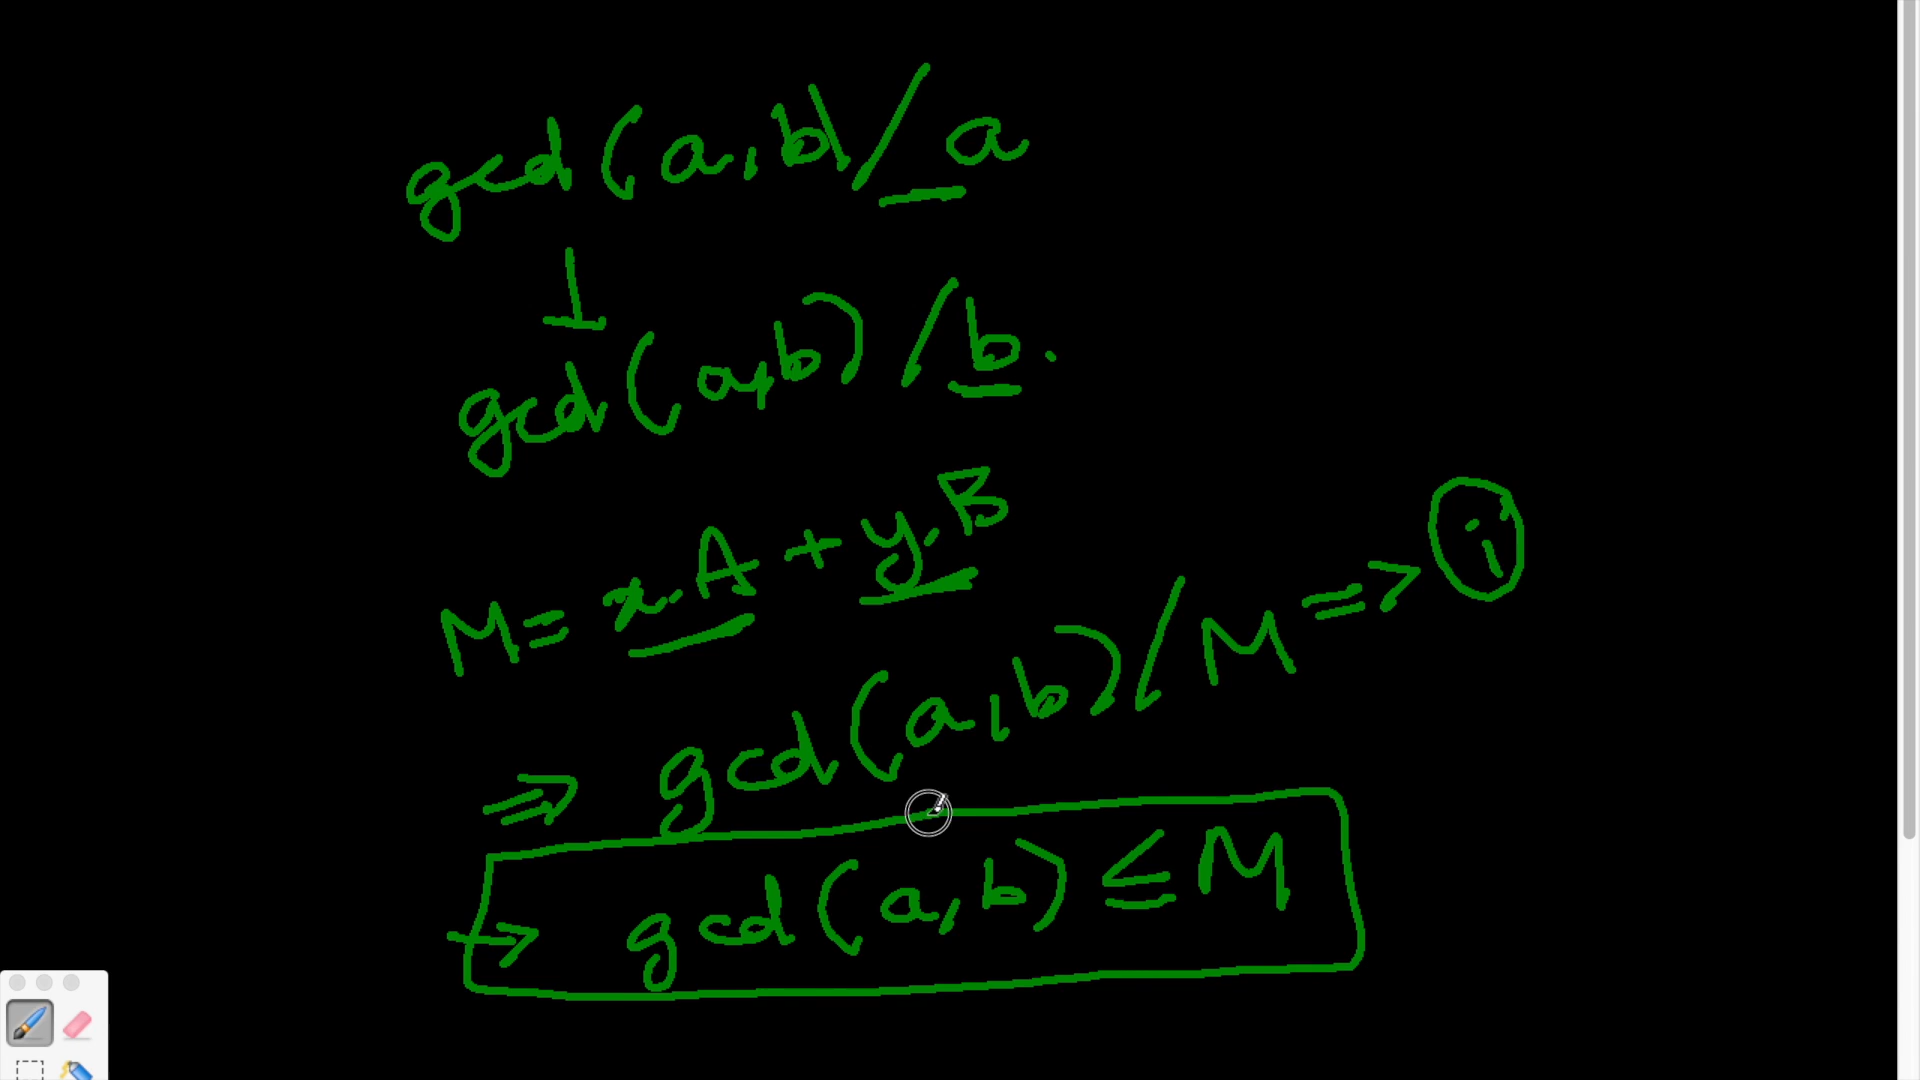 gcd(a,b)/a
gcd(a,b)/b.
M = x.A + y.B
⇒ gcd(a,b)/M ⇒ i
→ gcd(a,b) ≤ M